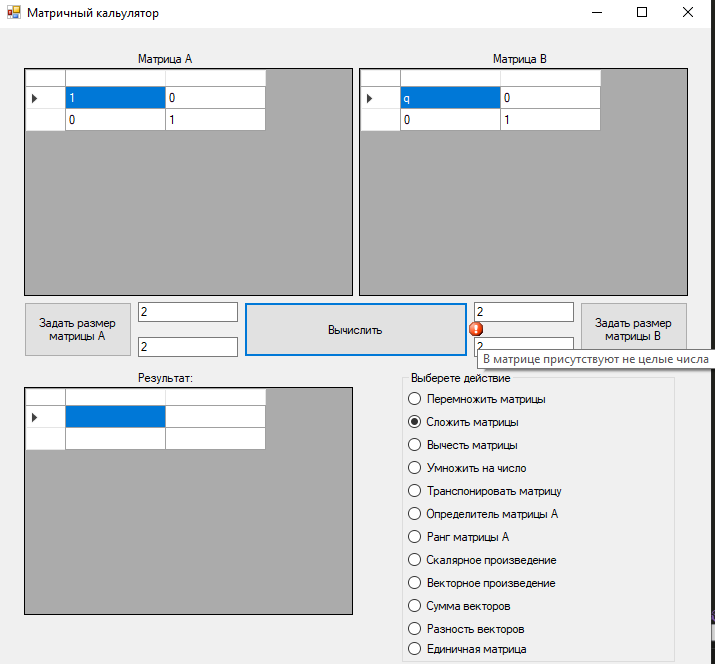 Матричный кальулятор
Матрица A
Матрица B
1 0
0 1
q 0
0 1
Задать размер
матрицы A
2
2
Вычислить
2
2
Задать размер
матрицы B
В матрице присутствуют не целые числа
Результат:
Выберете действие
Перемножить матрицы
Сложить матрицы
Вычесть матрицы
Умножить на число
Транспонировать матрицу
Определитель матрицы A
Ранг матрицы A
Скалярное произведение
Векторное произведение
Сумма векторов
Разность векторов
Единичная матрица